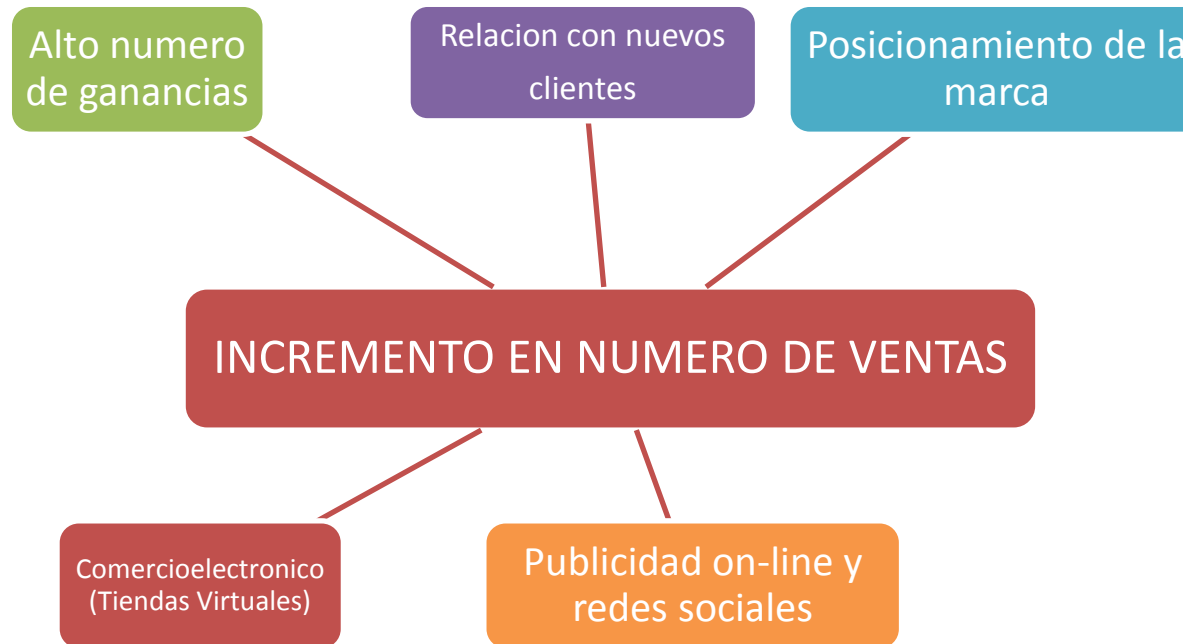 Alto numero
de ganancias
Relacion con nuevos
clientes
Posicionamiento de la
marca
INCREMENTO EN NUMERO DE VENTAS
Comercioelectronico
(Tiendas Virtuales)
Publicidad on-line y
redes sociales